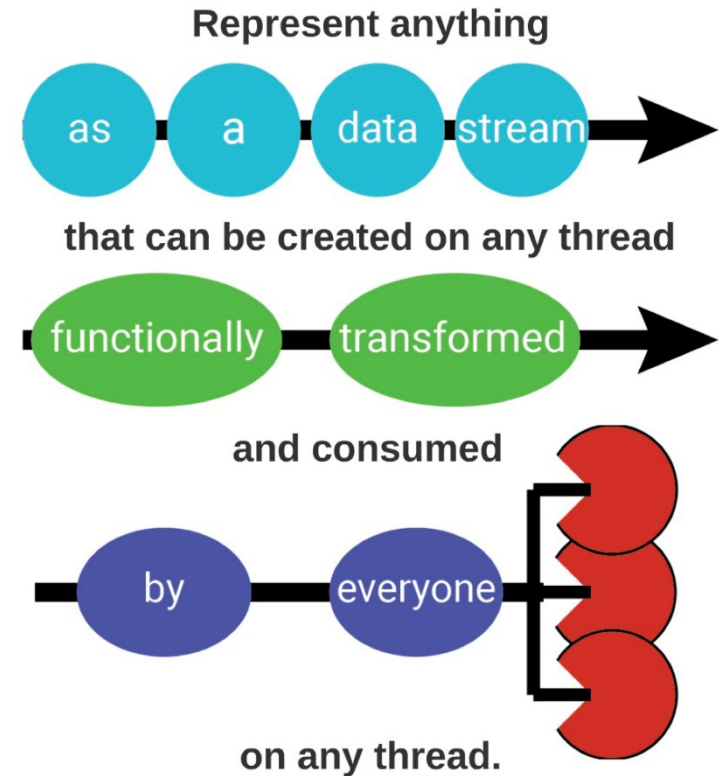 Represent anything
as a data stream
that can be created on any thread
functionally transformed
and consumed
by everyone
on any thread.